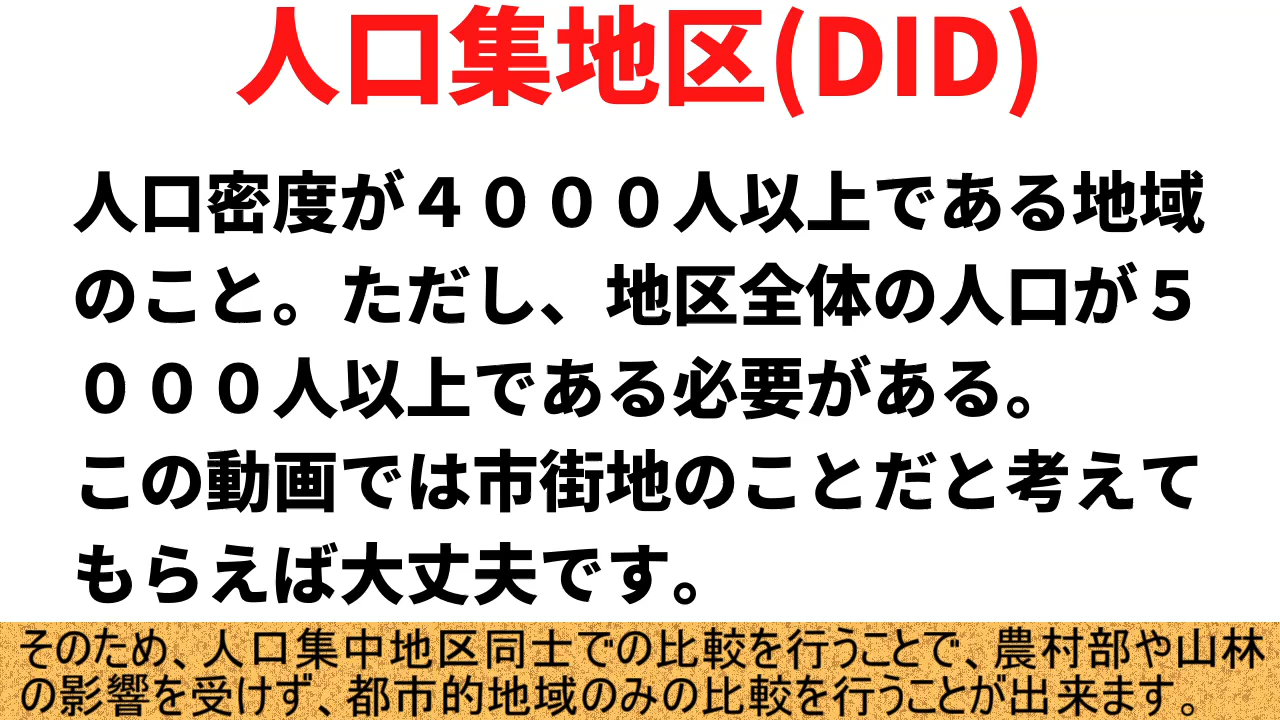 人口集地区(DID)
人口密度が４０００人以上である地域
のこと。ただし、地区全体の人口が５
０００人以上である必要がある。
この動画では市街地のことだと考えて
もらえば大丈夫です。
そのため、人口集中地区同士での比較を行うことで、農村部や山林
の影響を受けず、都市的地域のみの比較を行うことが出来ます。